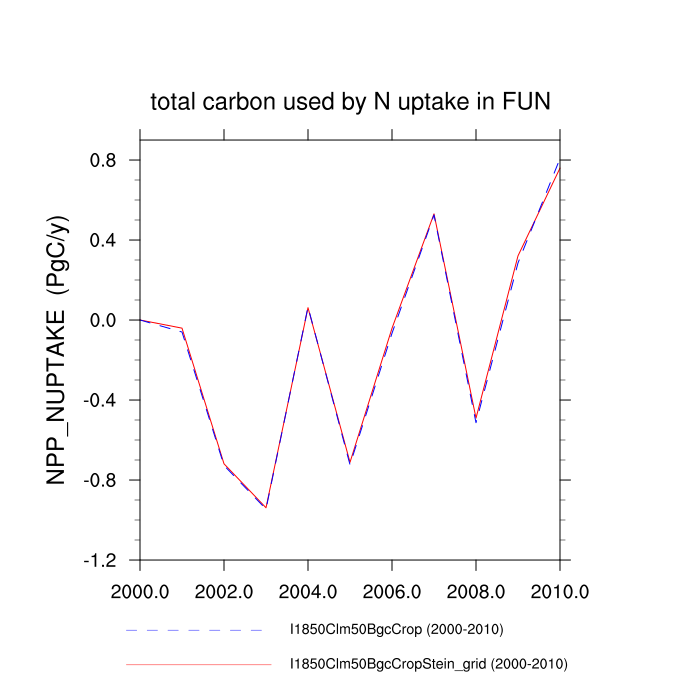 total carbon used by N uptake in FUN
NPP_NUPTAKE (PgC/y)
0.8
0.4
0.0
-0.4
-0.8
-1.2
2000.0 2002.0 2004.0 2006.0 2008.0 2010.0
I1850Clm50BgcCrop (2000-2010)
I1850Clm50BgcCropStein_grid (2000-2010)